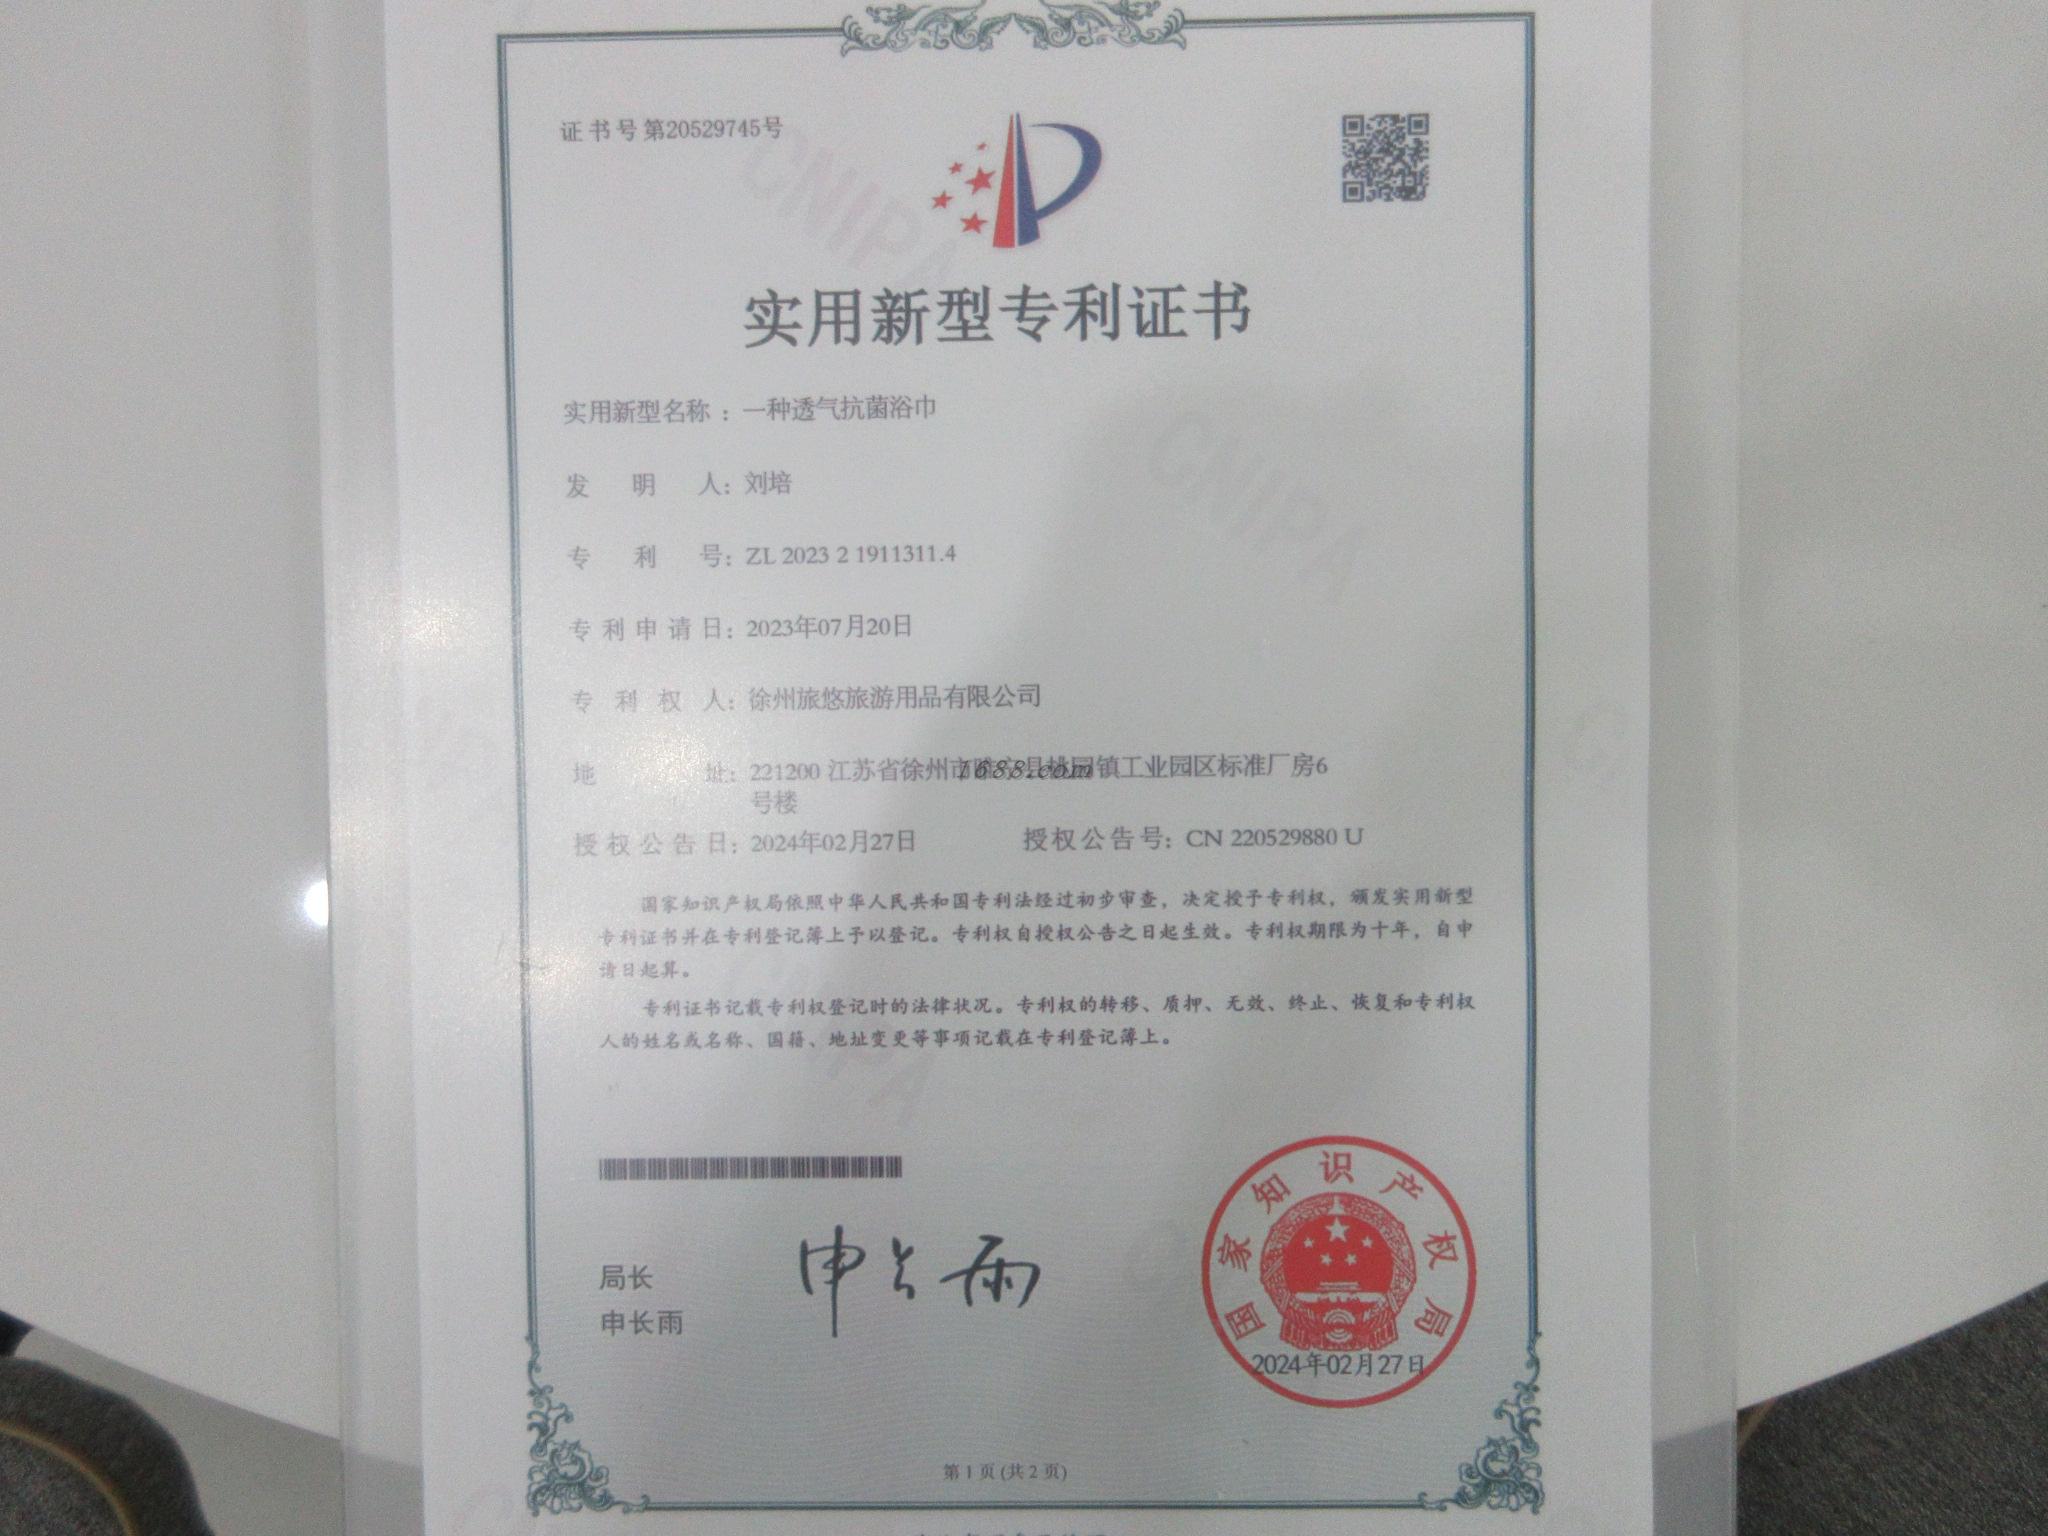 证书号第20529745号
CNIPA
实用新型专利证书
实用新型名称：一种透气抗菌浴巾
CNIPA
发明人：刘培
专利号：ZL 2023 2 1911311.4
专利申请日：2023年07月20日
专利权人：徐州旅悠旅游用品有限公司
地址：221200 江苏省徐州市睢宁县桃园镇工业园区标准厂房6
1688.com
号楼
授权公告日：2024年02月27日 授权公告号：CN 220529880 U
国家知识产权局依照中华人民共和国专利法经过初步审查，决定授予专利权，颁发实用新型
专利证书并在专利登记簿上予以登记。专利权自授权公告之日起生效。专利权期限为十年，自申
请日起算。
专利证书记载专利权登记时的法律状况。专利权的转移、质押、无效、终止、恢复和专利权
人的姓名或名称、国籍、地址变更等事项记载在专利登记簿上。
局长
申长雨
申长雨
国家知识产权局
2024年02月27日
第 1 页 (共 2 页)